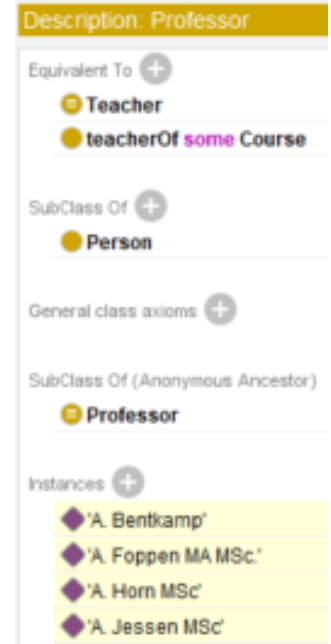 Description: Professor
Equivalent To
Teacher
teacherOf some Course
SubClass Of
Person
General class axioms
SubClass Of (Anonymous Ancestor)
Professor
Instances
'A. Bentkamp'
'A. Foppen MA MSc.'
'A. Horn MSc'
'A. Jessen MSc'